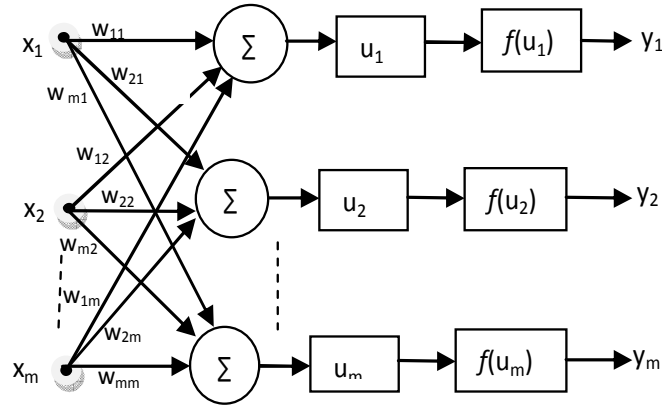 x1 w11 Σ u1 f(u1) y1
w21
wm1
w12
x2 w22 Σ u2 f(u2) y2
wm2
w1m
w2m
xm wmm Σ um f(um) ym